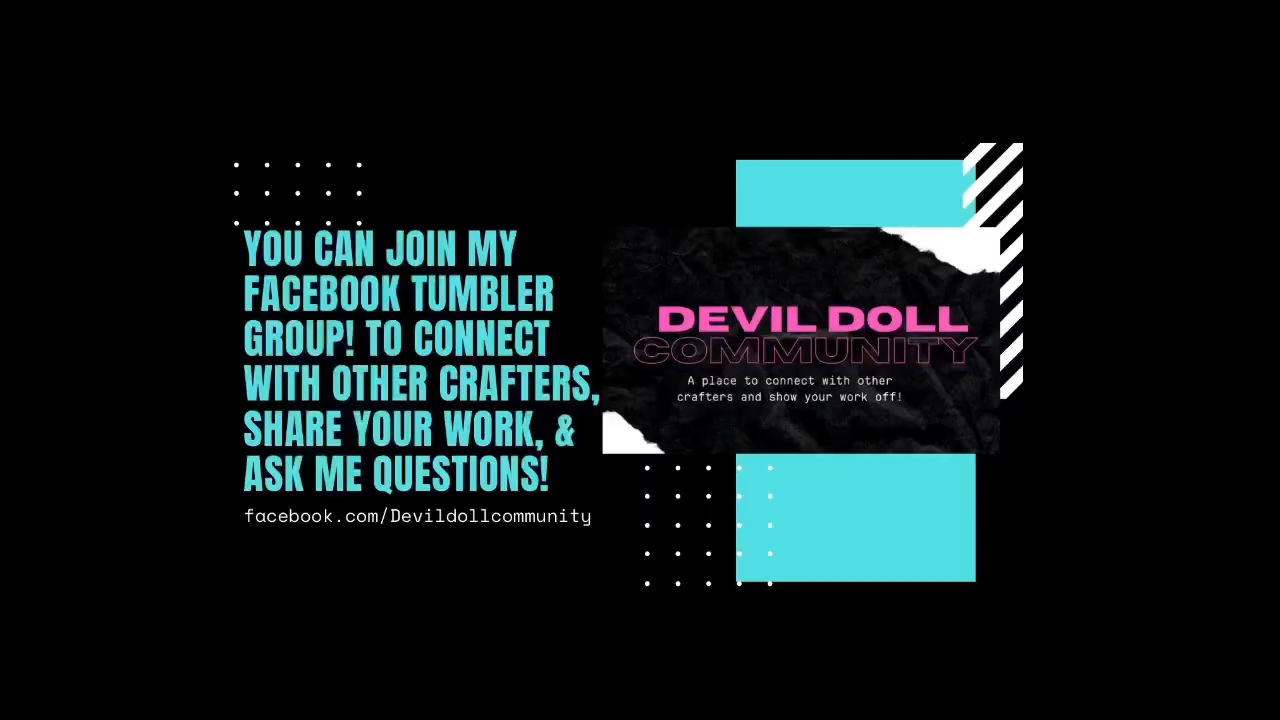 YOU CAN JOIN MY
FACEBOOK TUMBLER
GROUP! TO CONNECT
WITH OTHER CRAFTERS,
SHARE YOUR WORK, &
ASK ME QUESTIONS!
facebook.com/Devildollcommunity
DEVIL DOLL
COMMUNITY
A place to connect with other
crafters and show your work off!